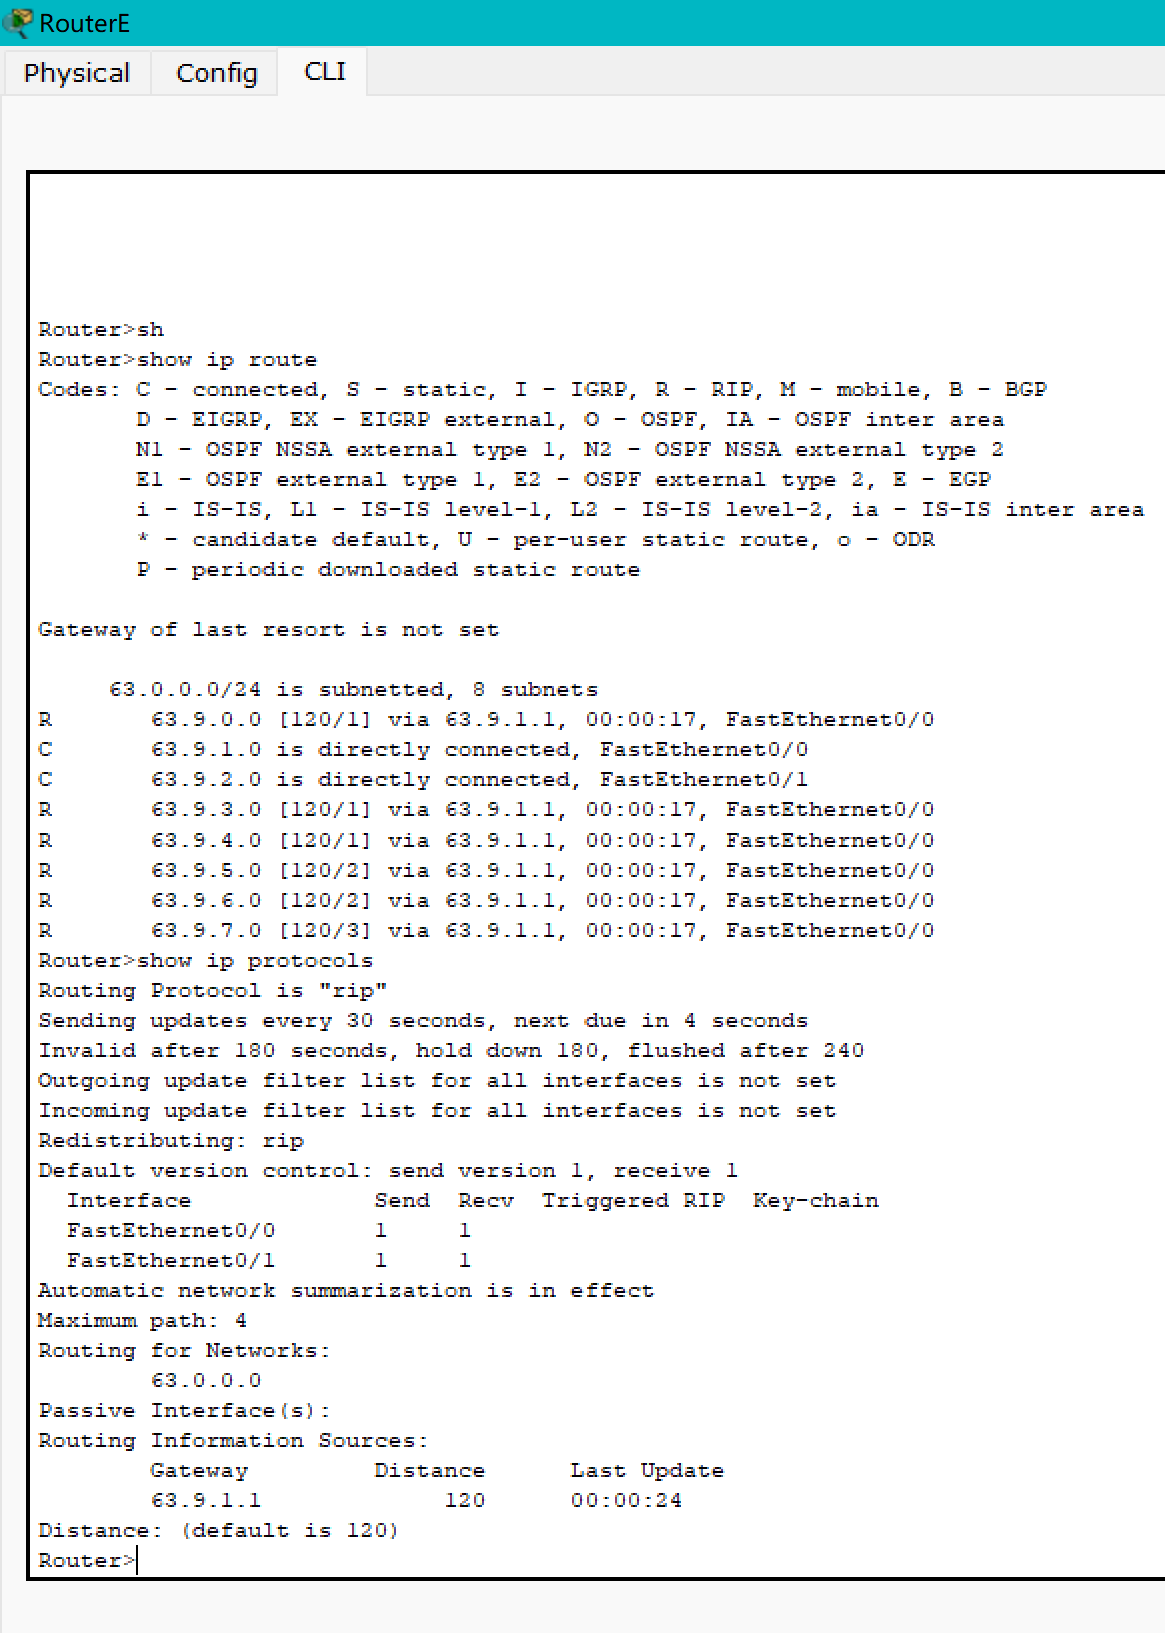 RouterE
Physical Config CLI
Router>sh
Router>show ip route
Codes: C - connected, S - static, I - IGRP, R - RIP, M - mobile, B - BGP
       D - EIGRP, EX - EIGRP external, O - OSPF, IA - OSPF inter area
       N1 - OSPF NSSA external type 1, N2 - OSPF NSSA external type 2
       E1 - OSPF external type 1, E2 - OSPF external type 2, E - EGP
       i - IS-IS, L1 - IS-IS level-1, L2 - IS-IS level-2, ia - IS-IS inter area
       * - candidate default, U - per-user static route, o - ODR
       P - periodic downloaded static route
Gateway of last resort is not set
     63.0.0.0/24 is subnetted, 8 subnets
R       63.9.0.0 [120/1] via 63.9.1.1, 00:00:17, FastEthernet0/0
C       63.9.1.0 is directly connected, FastEthernet0/0
C       63.9.2.0 is directly connected, FastEthernet0/1
R       63.9.3.0 [120/1] via 63.9.1.1, 00:00:17, FastEthernet0/0
R       63.9.4.0 [120/1] via 63.9.1.1, 00:00:17, FastEthernet0/0
R       63.9.5.0 [120/2] via 63.9.1.1, 00:00:17, FastEthernet0/0
R       63.9.6.0 [120/2] via 63.9.1.1, 00:00:17, FastEthernet0/0
R       63.9.7.0 [120/3] via 63.9.1.1, 00:00:17, FastEthernet0/0
Router>show ip protocols
Routing Protocol is "rip"
Sending updates every 30 seconds, next due in 4 seconds
Invalid after 180 seconds, hold down 180, flushed after 240
Outgoing update filter list for all interfaces is not set
Incoming update filter list for all interfaces is not set
Redistributing: rip
Default version control: send version 1, receive 1
  Interface             Send  Recv  Triggered RIP  Key-chain
  FastEthernet0/0       1     1
  FastEthernet0/1       1     1
Automatic network summarization is in effect
Maximum path: 4
Routing for Networks:
        63.0.0.0
Passive Interface(s):
Routing Information Sources:
        Gateway         Distance      Last Update
        63.9.1.1             120      00:00:24
Distance: (default is 120)
Router>